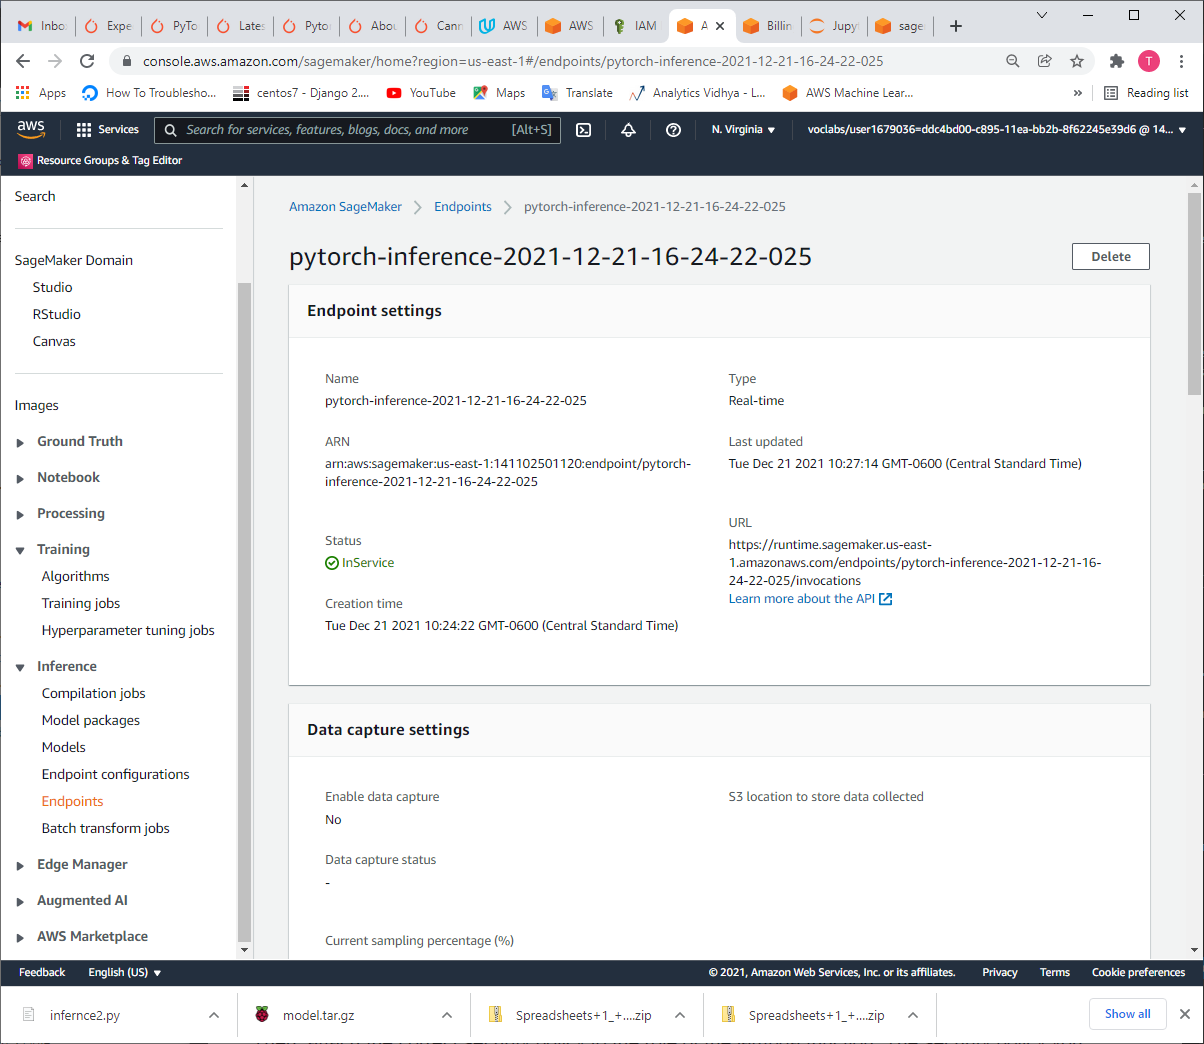 Inbo
Expe
PyTo
Lates
Pytor
Abou
Cann
AWS
AWS
IAM
A
Billin
Jupy
sage
console.aws.amazon.com/sagemaker/home?region=us-east-1#/endpoints/pytorch-inference-2021-12-21-16-24-22-025
T
Apps
How To Troublesho...
centos7 - Django 2....
YouTube
Maps
Translate
Analytics Vidhya - L...
AWS Machine Lear...
»
Reading list
aws
Services
Search for services, features, blogs, docs, and more
[Alt+S]
N. Virginia
voclabs/user1679036=ddc4bd00-c895-11ea-bb2b-8f62245e39d6 @ 14...
Resource Groups & Tag Editor
Search
SageMaker Domain
Studio
RStudio
Canvas
Images
Ground Truth
Notebook
Processing
Training
Algorithms
Training jobs
Hyperparameter tuning jobs
Inference
Compilation jobs
Model packages
Models
Endpoint configurations
Endpoints
Batch transform jobs
Edge Manager
Augmented AI
AWS Marketplace
Amazon SageMaker
Endpoints
pytorch-inference-2021-12-21-16-24-22-025
pytorch-inference-2021-12-21-16-24-22-025
Delete
Endpoint settings
Name
pytorch-inference-2021-12-21-16-24-22-025
Type
Real-time
ARN
arn:aws:sagemaker:us-east-1:141102501120:endpoint/pytorch-
inference-2021-12-21-16-24-22-025
Last updated
Tue Dec 21 2021 10:27:14 GMT-0600 (Central Standard Time)
Status
InService
URL
https://runtime.sagemaker.us-east-
1.amazonaws.com/endpoints/pytorch-inference-2021-12-21-16-
24-22-025/invocations
Learn more about the API
Creation time
Tue Dec 21 2021 10:24:22 GMT-0600 (Central Standard Time)
Data capture settings
Enable data capture
No
S3 location to store data collected
Data capture status
-
Current sampling percentage (%)
Feedback
English (US)
© 2021, Amazon Web Services, Inc. or its affiliates.
Privacy
Terms
Cookie preferences
infernce2.py
model.tar.gz
Spreadsheets+1_+....zip
Spreadsheets+1_+....zip
Show all